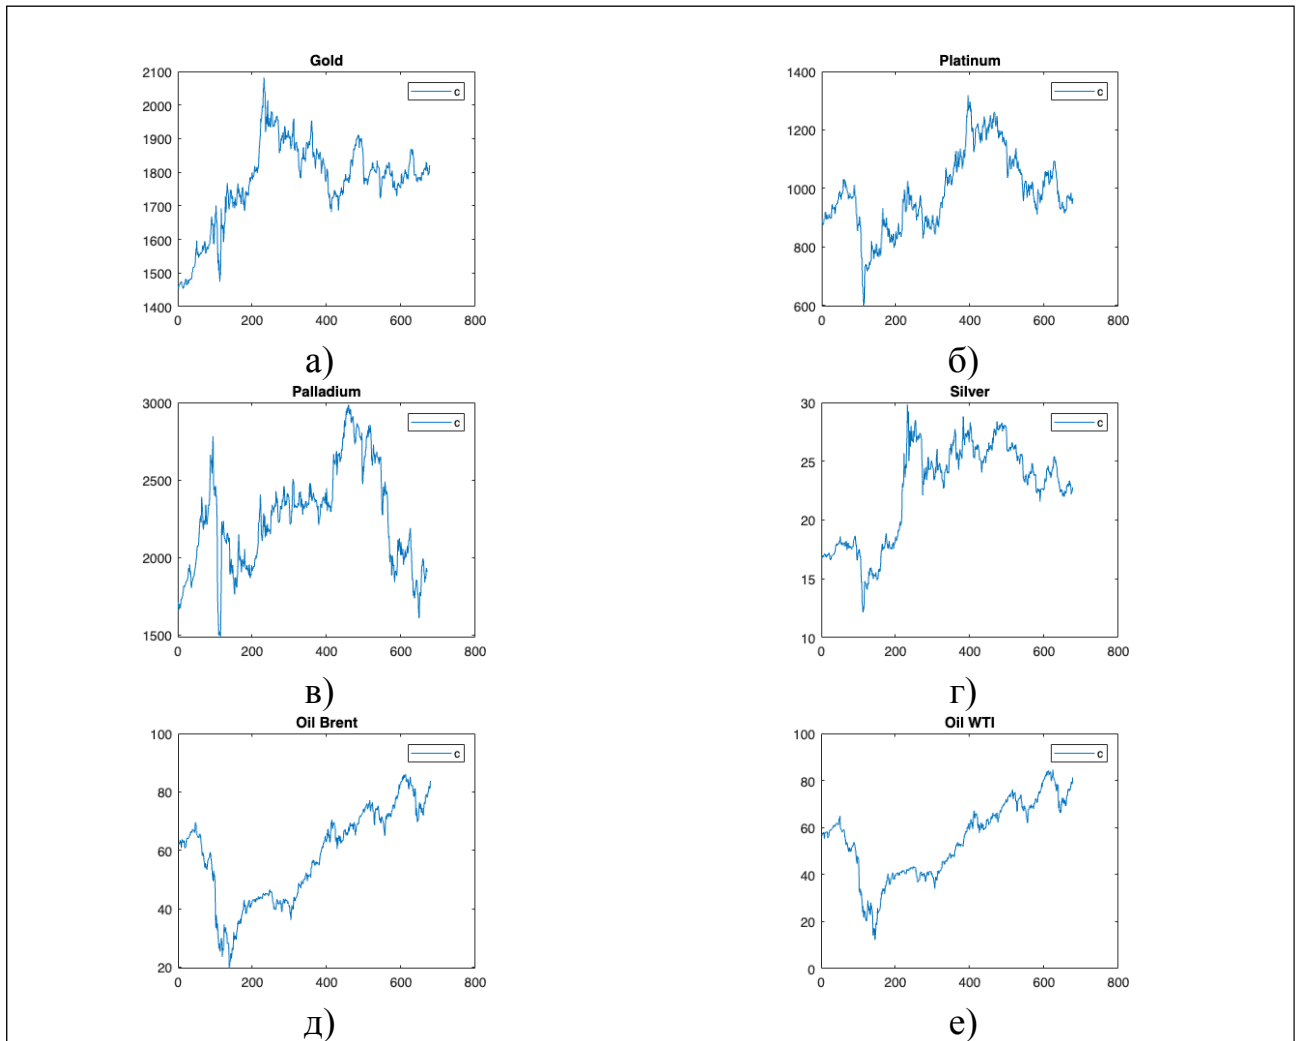 Gold
2100
2000
1900
1800
1700
1600
1500
1400
c
0 200 400 600 800
а)
Platinum
1400
1200
1000
800
600
c
0 200 400 600 800
б)
Palladium
3000
2500
2000
1500
c
0 200 400 600 800
в)
Silver
30
25
20
15
10
c
0 200 400 600 800
г)
Oil Brent
100
80
60
40
20
c
0 200 400 600 800
д)
Oil WTI
100
80
60
40
20
0
c
0 200 400 600 800
е)